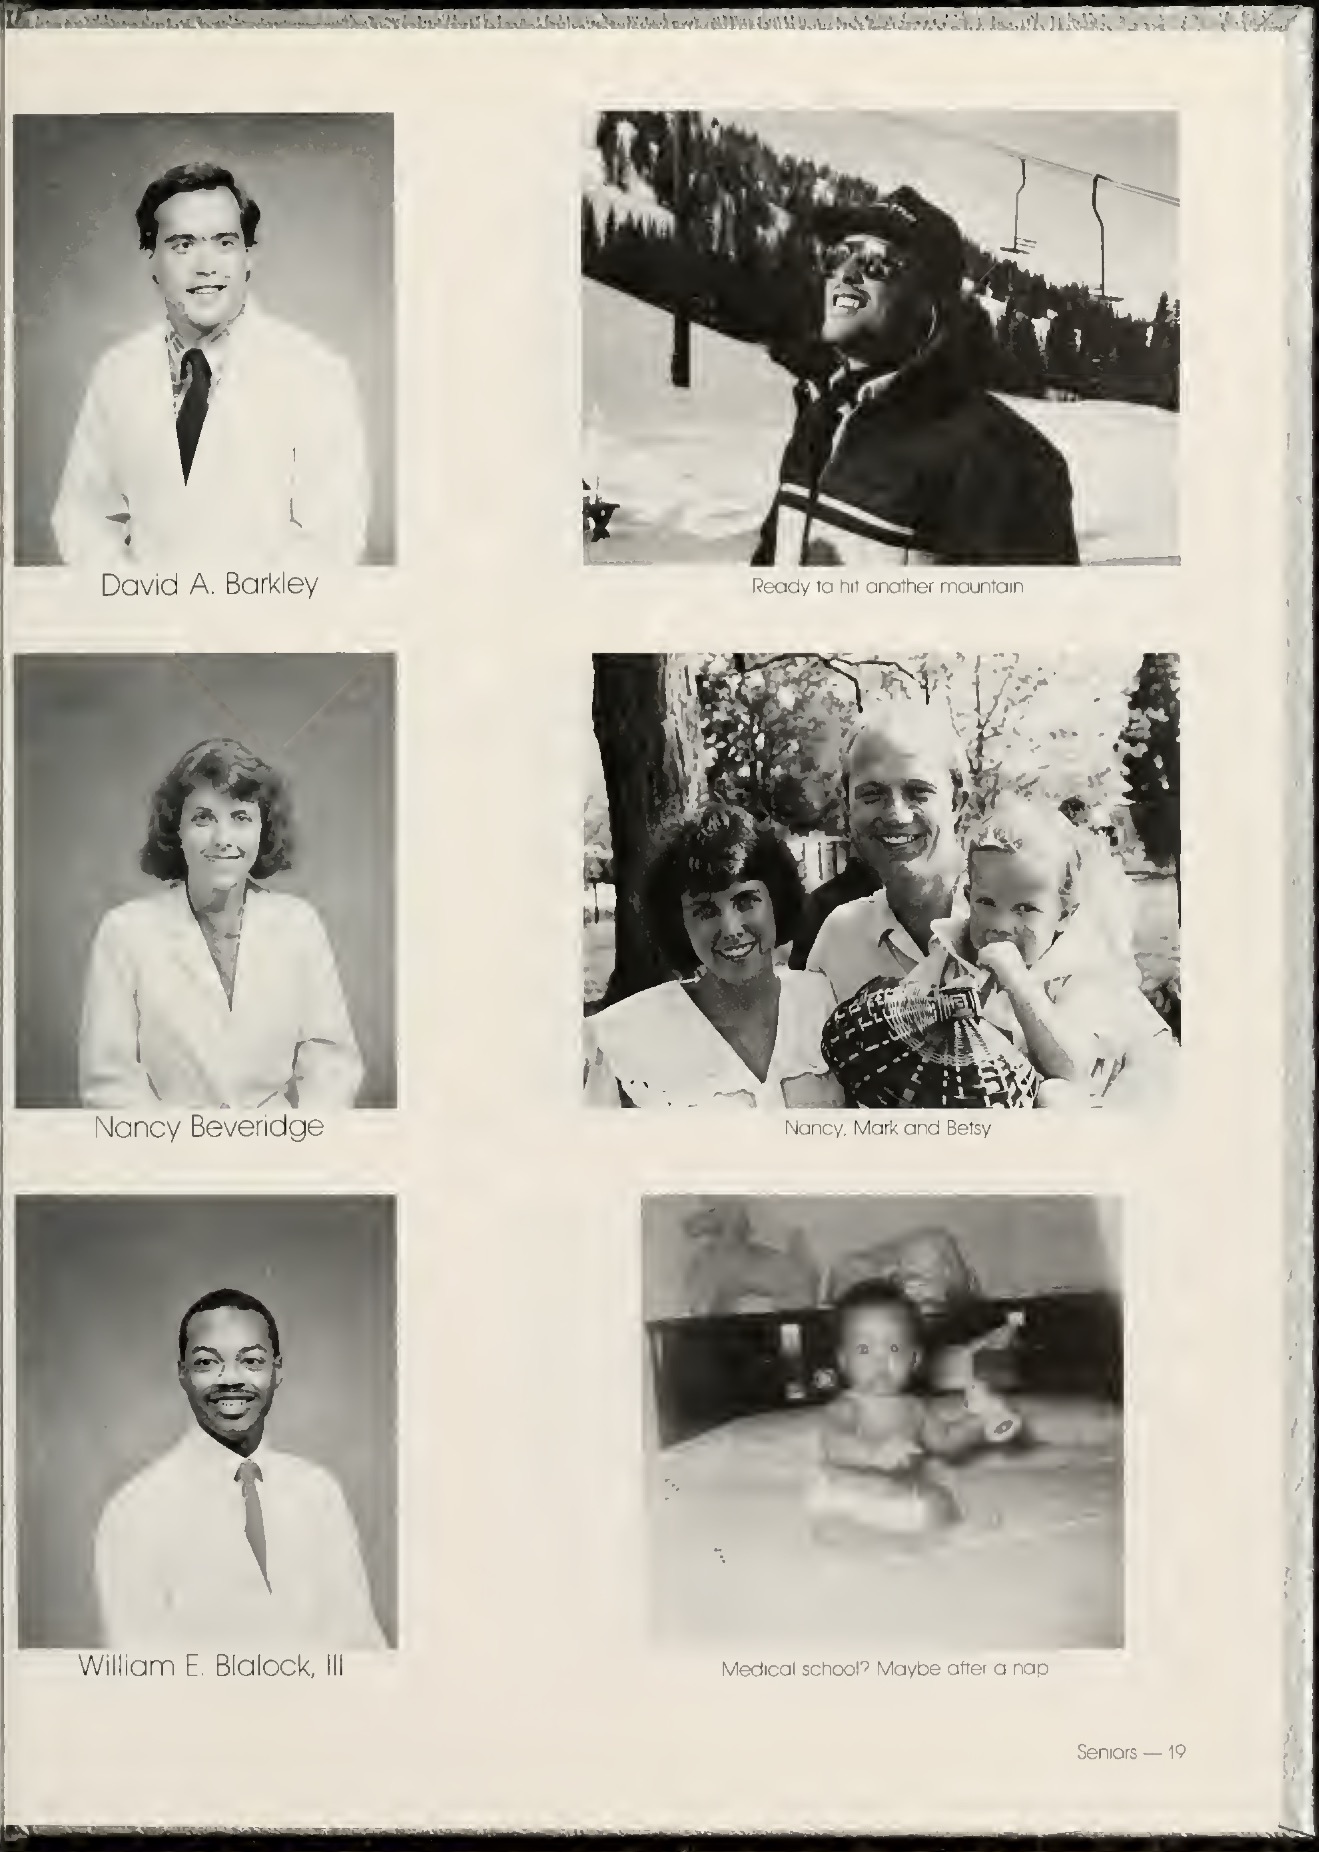 David A. Barkley
Ready to hit another mountain
Nancy Beveridge
Nancy, Mark and Betsy
William E. Blalock, III
Medical school? Maybe after a nap
Seniors — 19